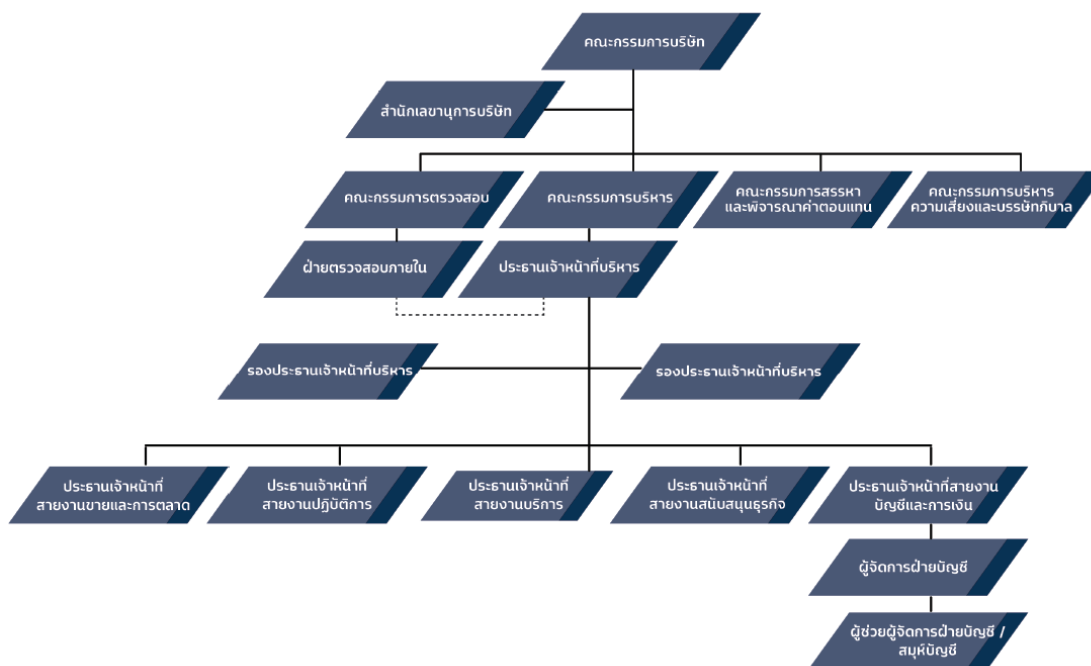 คณะกรรมการบริษัท
สำนักเลขานุการบริษัท
คณะกรรมการตรวจสอบ
คณะกรรมการบริหาร
คณะกรรมการสรรหา
และพิจารณาค่าตอบแทน
คณะกรรมการบริหาร
ความเสี่ยงและบรรษัทภิบาล
ฝ่ายตรวจสอบภายใน
ประธานเจ้าหน้าที่บริหาร
รองประธานเจ้าหน้าที่บริหาร
รองประธานเจ้าหน้าที่บริหาร
ประธานเจ้าหน้าที่
สายงานขายและการตลาด
ประธานเจ้าหน้าที่
สายงานปฏิบัติการ
ประธานเจ้าหน้าที่
สายงานบริการ
ประธานเจ้าหน้าที่
สายงานสนับสนุนธุรกิจ
ประธานเจ้าหน้าที่สายงาน
บัญชีและการเงิน
ผู้จัดการฝ่ายบัญชี
ผู้ช่วยผู้จัดการฝ่ายบัญชี /
สมุห์บัญชี